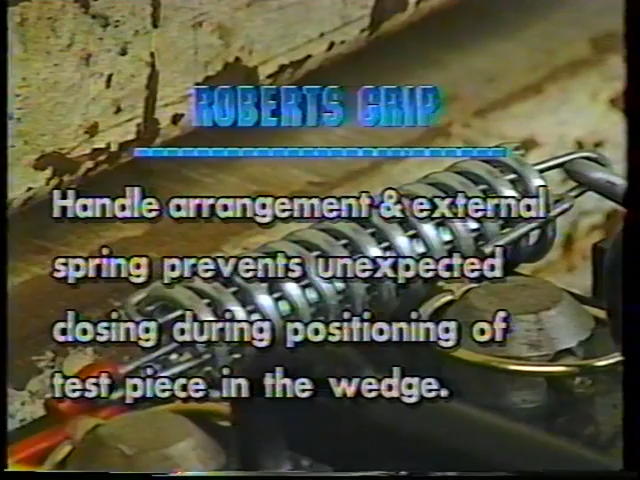 ROBERTS GRIP
Handle arrangement & external
spring prevents unexpected
closing during positioning of
test piece in the wedge.